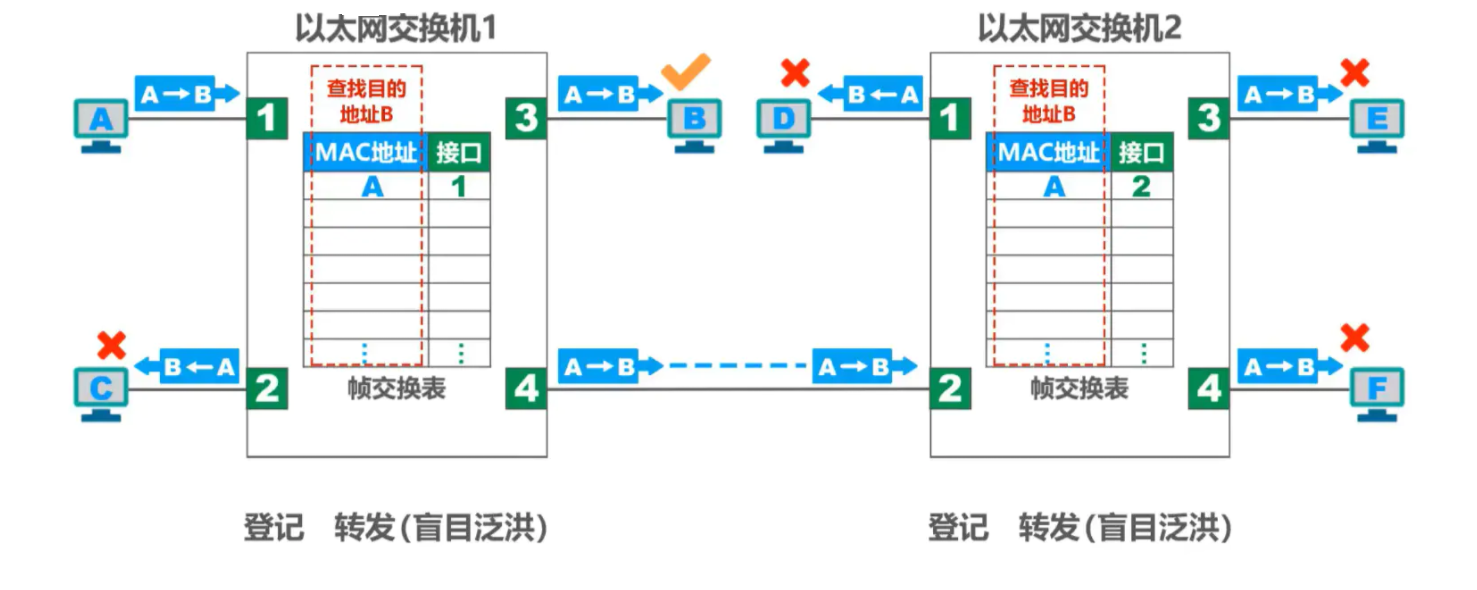 以太网交换机1
以太网交换机2
A→B
1
查找目的
地址B
MAC地址 接口
A 1
⋮ ⋮
帧交换表
3
A→B
A
B
C
B←A
2
4
A→B
A→B
D
B←A
1
查找目的
地址B
MAC地址 接口
A 2
⋮ ⋮
帧交换表
3
A→B
E
2
4
A→B
F
登记 转发(盲目泛洪)
登记 转发(盲目泛洪)